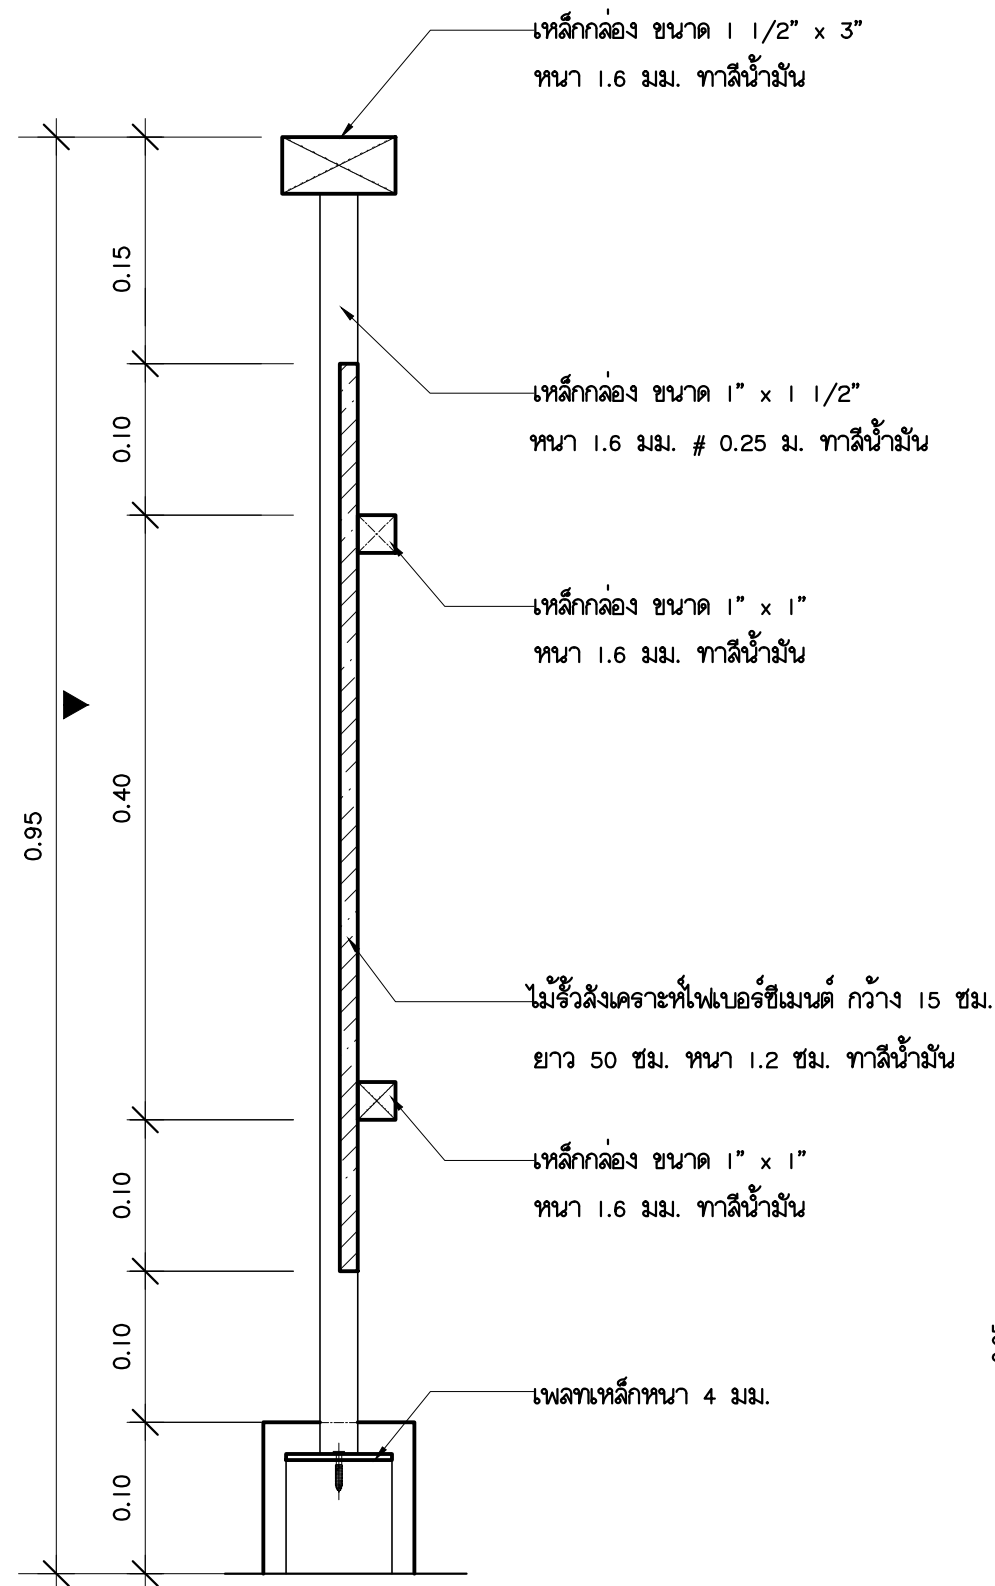 เหล็กกล่อง ขนาด 1 1/2” x 3”
หนา 1.6 มม. ทาสีน้ำมัน
0.15
เหล็กกล่อง ขนาด 1” x 1 1/2”
หนา 1.6 มม. # 0.25 ม. ทาสีน้ำมัน
0.10
เหล็กกล่อง ขนาด 1” x 1”
หนา 1.6 มม. ทาสีน้ำมัน
0.40
0.95
ไม้รั้วสังเคราะห์ไฟเบอร์ซีเมนต์ กว้าง 15 ซม.
ยาว 50 ซม. หนา 1.2 ซม. ทาสีน้ำมัน
เหล็กกล่อง ขนาด 1” x 1”
หนา 1.6 มม. ทาสีน้ำมัน
0.10
0.10
เพลทเหล็กหนา 4 มม.
0.10